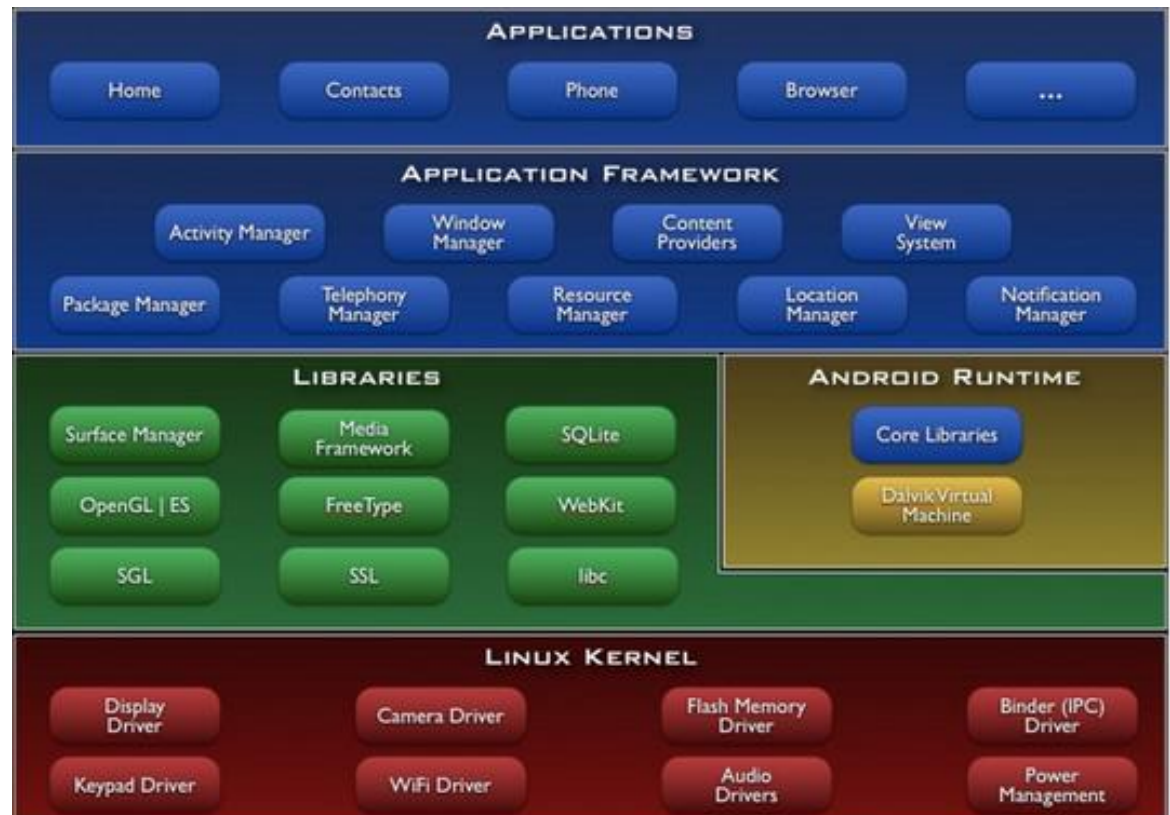 APPLICATIONS
Home
Contacts
Phone
Browser
...
APPLICATION FRAMEWORK
Activity Manager
Window
Manager
Content
Providers
View
System
Package Manager
Telephony
Manager
Resource
Manager
Location
Manager
Notification
Manager
LIBRARIES
Surface Manager
Media
Framework
SQLite
OpenGL | ES
FreeType
WebKit
SGL
SSL
libc
ANDROID RUNTIME
Core Libraries
Dalvik Virtual
Machine
LINUX KERNEL
Display
Driver
Camera Driver
Flash Memory
Driver
Binder (IPC)
Driver
Keypad Driver
WiFi Driver
Audio
Drivers
Power
Management